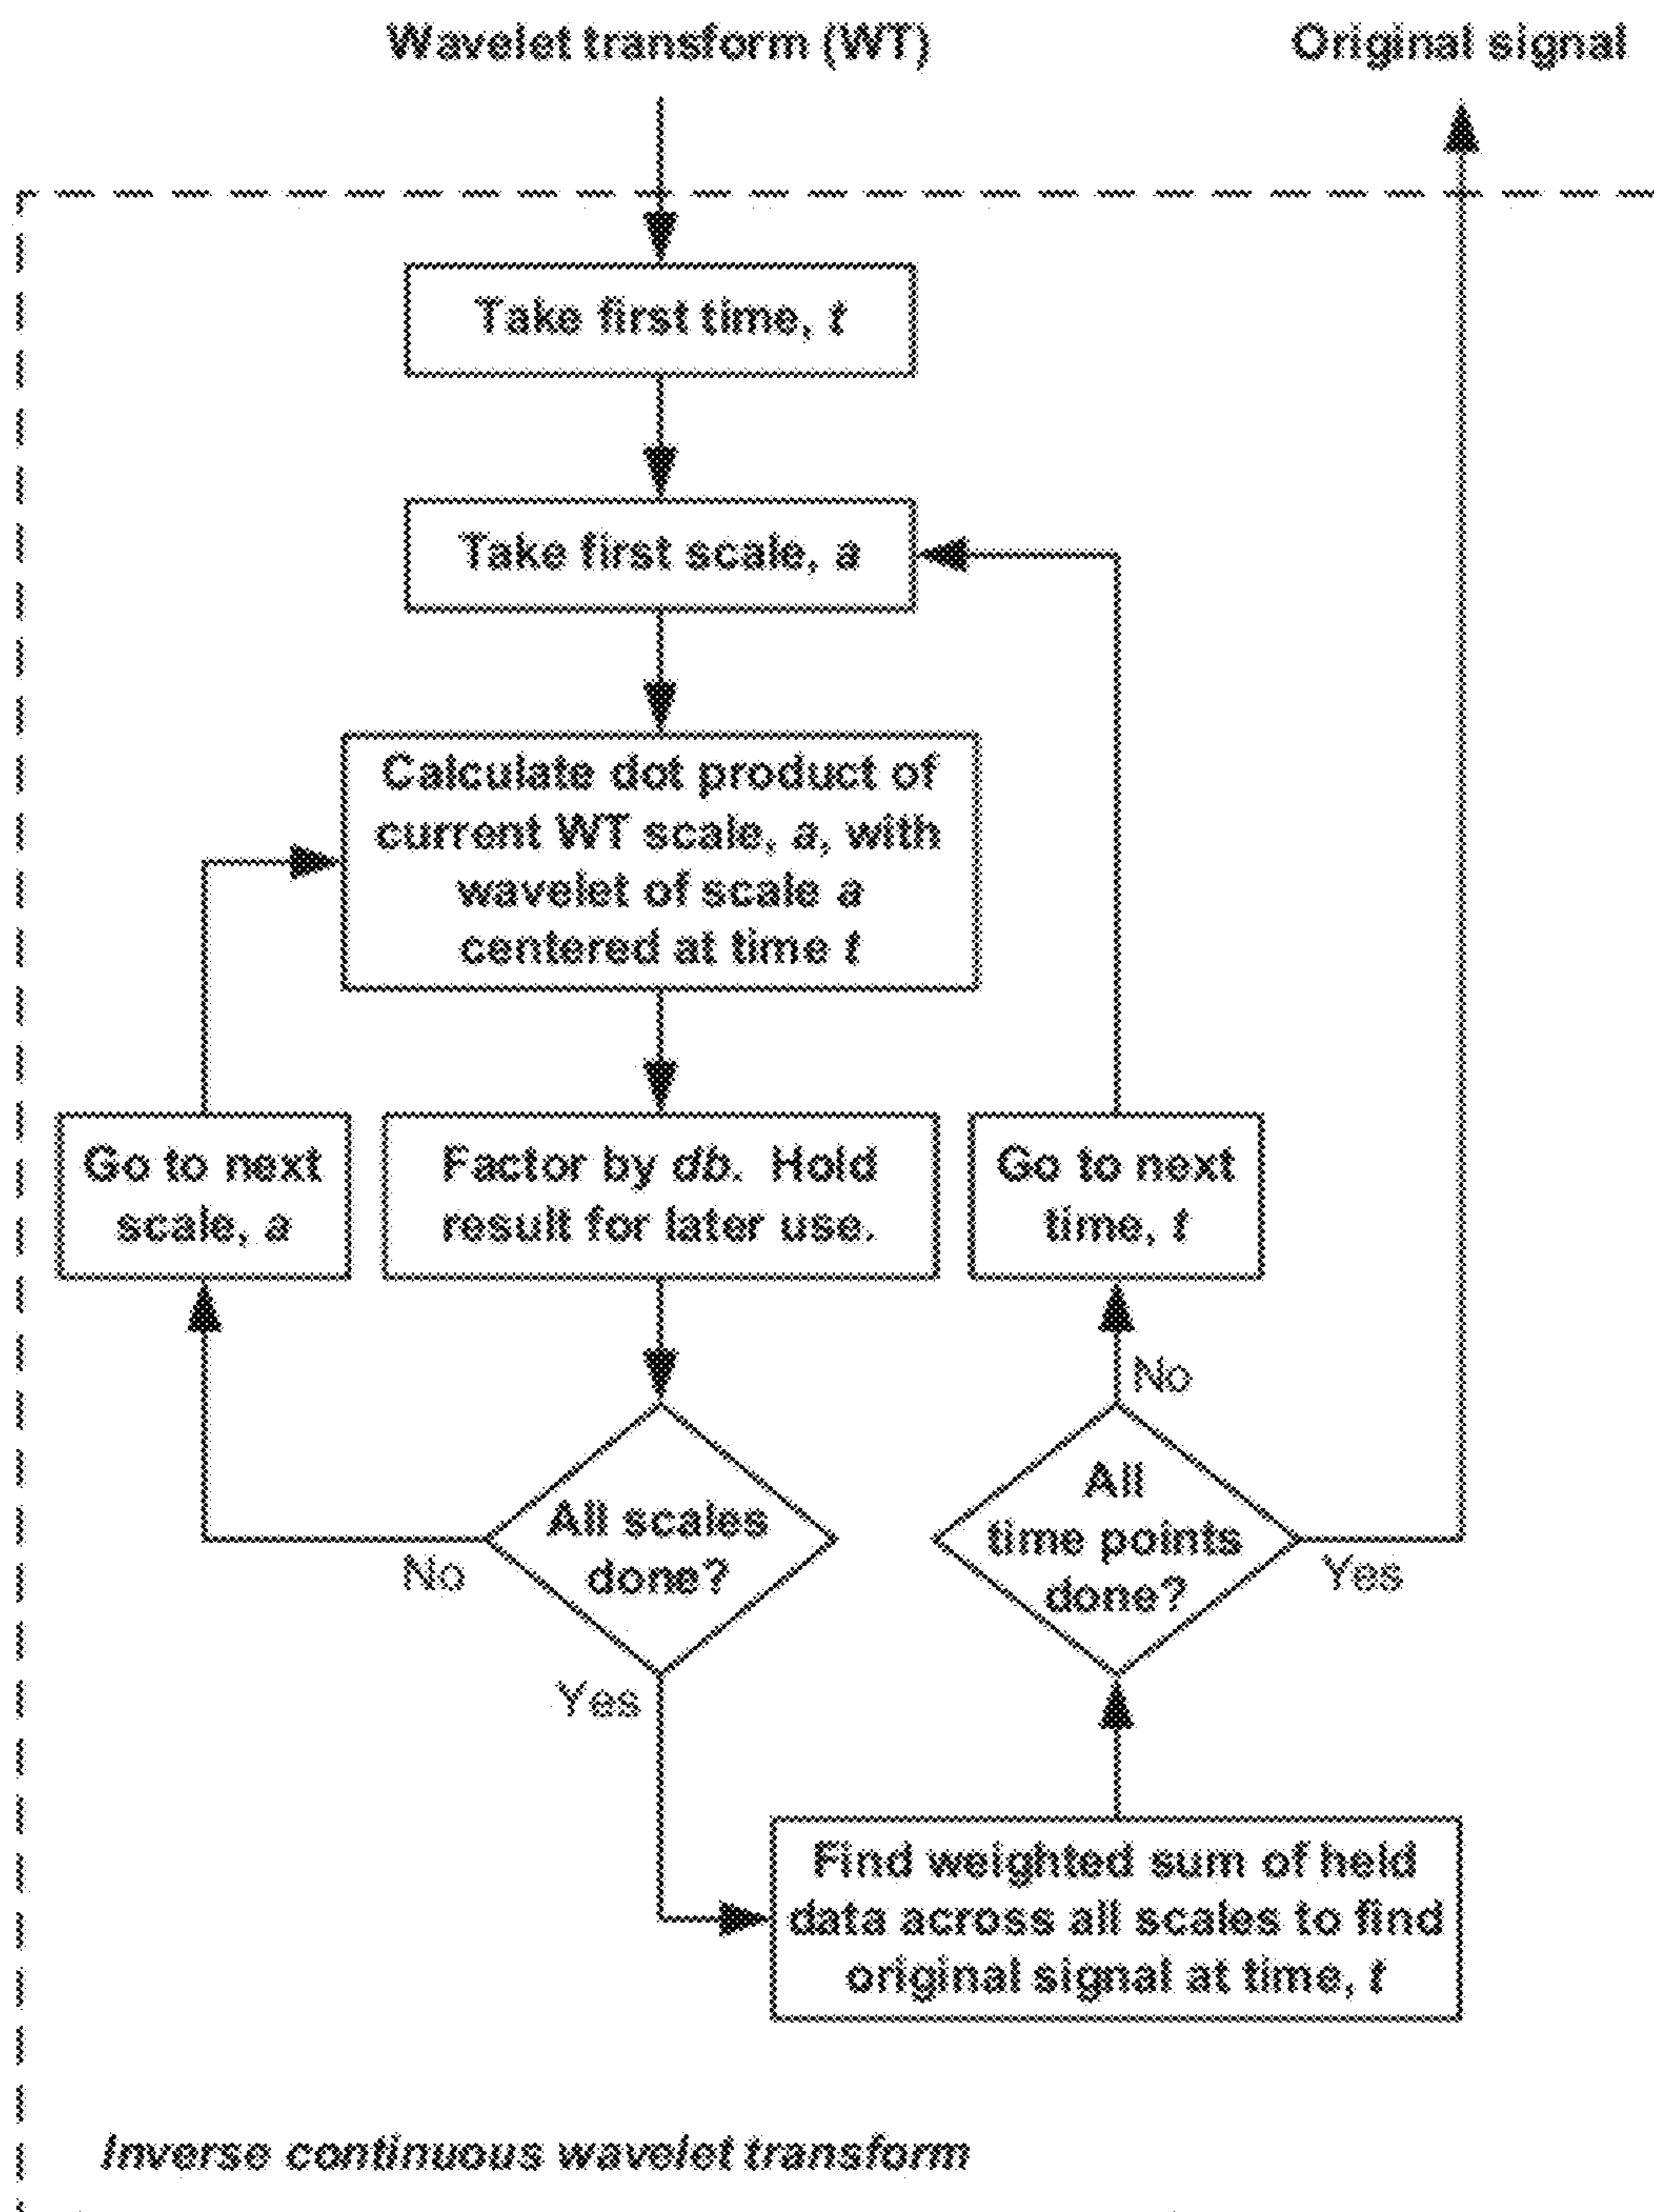 Wavelet transform (WT)
Original signal
Take first time, t
Take first scale, a
Calculate dot product of
current WT scale, a, with
wavelet of scale a
centered at time t
Go to next
scale, a
Factor by db. Hold
result for later use.
Go to next
time, t
No
All scales
done?
No
All
time points
done?
Yes
Yes
Find weighted sum of held
data across all scales to find
original signal at time, t
Inverse continuous wavelet transform